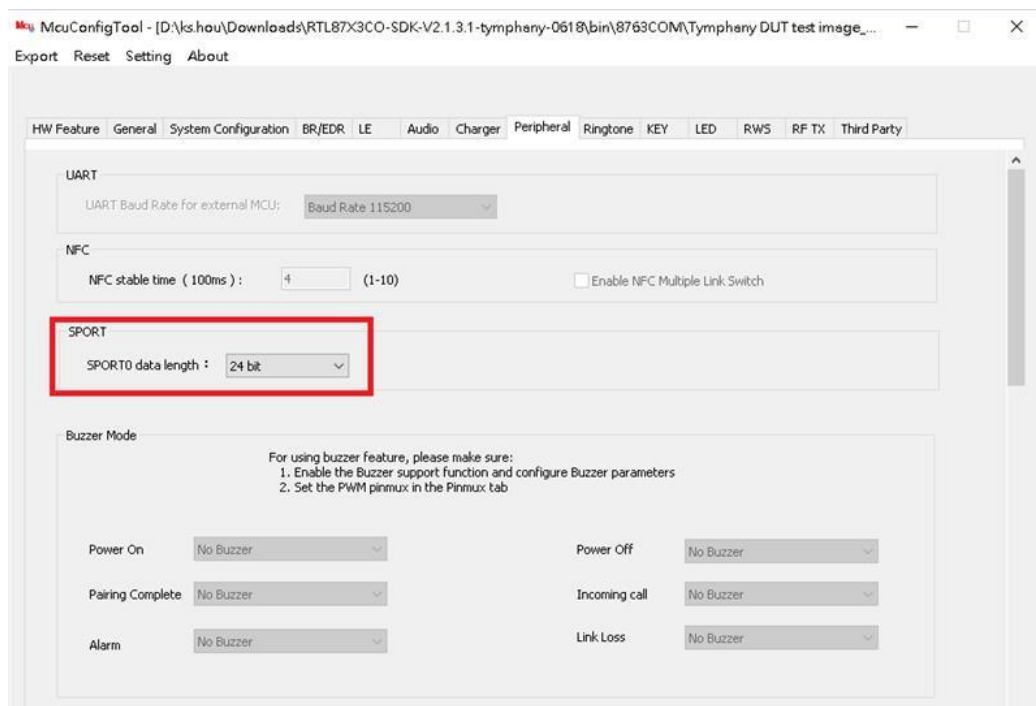 McuConfigTool - [D:\ks.hou\Downloads\RTL87X3CO-SDK-V2.1.3.1-tymphany-0618\bin\8763COM\Tymphany DUT test image_...
Export Reset Setting About
HW Feature General System Configuration BR/EDR LE Audio Charger Peripheral Ringtone KEY LED RWS RF TX Third Party
UART
UART Baud Rate for external MCU: Baud Rate 115200
NFC
NFC stable time ( 100ms ) : 4 (1-10) Enable NFC Multiple Link Switch
SPORT
SPORT0 data length : 24 bit
Buzzer Mode
For using buzzer feature, please make sure:
1. Enable the Buzzer support function and configure Buzzer parameters
2. Set the PWM pinmux in the Pinmux tab
Power On No Buzzer Power Off No Buzzer
Pairing Complete No Buzzer Incoming call No Buzzer
Alarm No Buzzer Link Loss No Buzzer